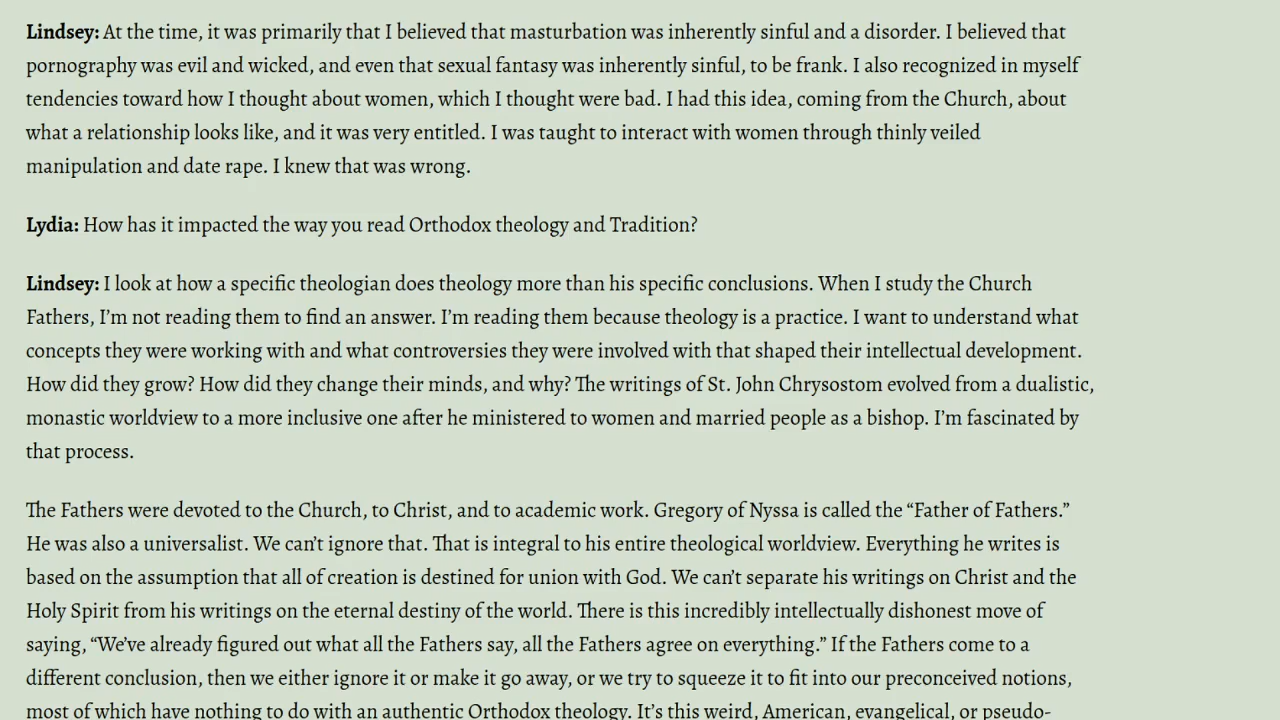 Lindsey: At the time, it was primarily that I believed that masturbation was inherently sinful and a disorder. I believed that
pornography was evil and wicked, and even that sexual fantasy was inherently sinful, to be frank. I also recognized in myself
tendencies toward how I thought about women, which I thought were bad. I had this idea, coming from the Church, about
what a relationship looks like, and it was very entitled. I was taught to interact with women through thinly veiled
manipulation and date rape. I knew that was wrong.
Lydia: How has it impacted the way you read Orthodox theology and Tradition?
Lindsey: I look at how a specific theologian does theology more than his specific conclusions. When I study the Church
Fathers, I’m not reading them to find an answer. I’m reading them because theology is a practice. I want to understand what
concepts they were working with and what controversies they were involved with that shaped their intellectual development.
How did they grow? How did they change their minds, and why? The writings of St. John Chrysostom evolved from a dualistic,
monastic worldview to a more inclusive one after he ministered to women and married people as a bishop. I’m fascinated by
that process.
The Fathers were devoted to the Church, to Christ, and to academic work. Gregory of Nyssa is called the “Father of Fathers.”
He was also a universalist. We can’t ignore that. That is integral to his entire theological worldview. Everything he writes is
based on the assumption that all of creation is destined for union with God. We can’t separate his writings on Christ and the
Holy Spirit from his writings on the eternal destiny of the world. There is this incredibly intellectually dishonest move of
saying, “We’ve already figured out what all the Fathers say, all the Fathers agree on everything.” If the Fathers come to a
different conclusion, then we either ignore it or make it go away, or we try to squeeze it to fit into our preconceived notions,
most of which have nothing to do with an authentic Orthodox theology. It’s this weird, American, evangelical, or pseudo-